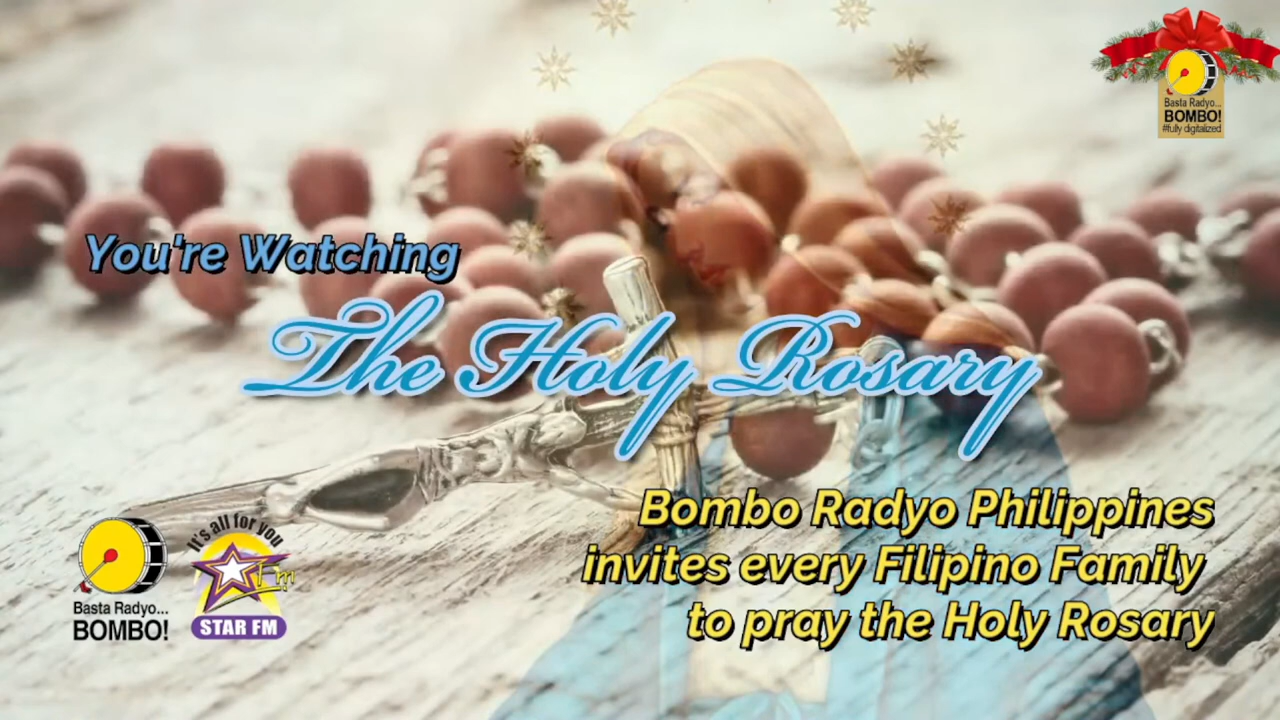 Basta Radyo...
BOMBO!
#fully digitalized
You're Watching
The Holy Rosary
Bombo Radyo Philippines
invites every Filipino Family
to pray the Holy Rosary
Basta Radyo...
BOMBO!
It's all for you
Fm
STAR FM